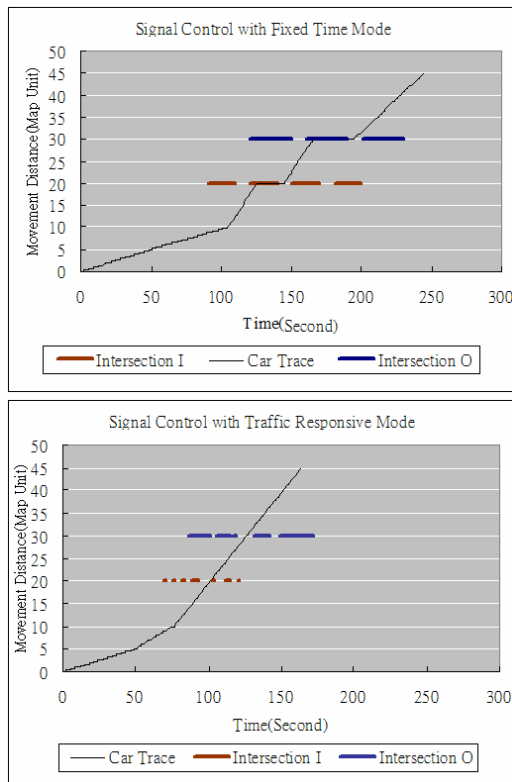 Signal Control with Fixed Time Mode
Movement Distance(Map Unit)
50
45
40
35
30
25
20
15
10
5
0
0 50 100 150 200 250 300
Time(Second)
Intersection I Car Trace Intersection O
Signal Control with Traffic Responsive Mode
Movement Distance(Map Unit)
50
45
40
35
30
25
20
15
10
5
0
0 50 100 150 200 250 300
Time(Second)
Car Trace Intersection I Intersection O